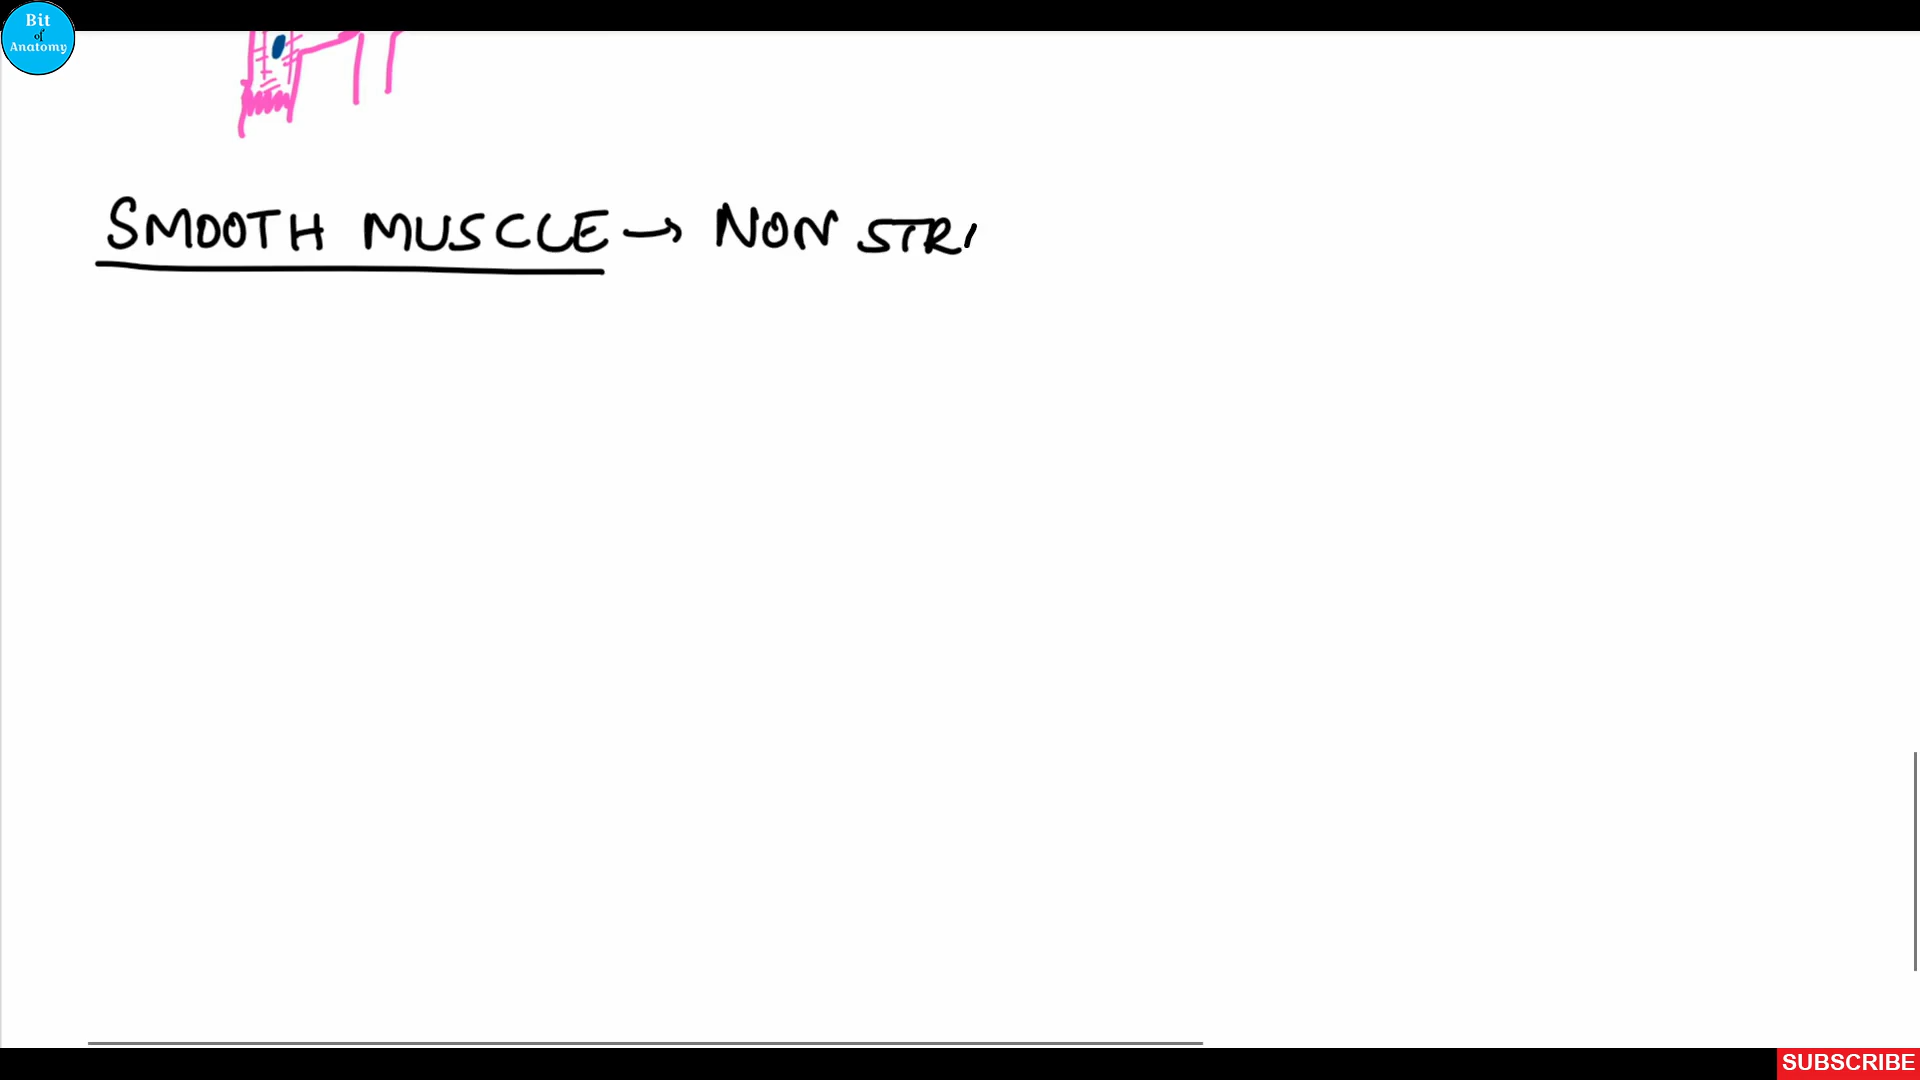 Bit
of
Anatomy
SMOOTH MUSCLE → NON STRI
SUBSCRIBE